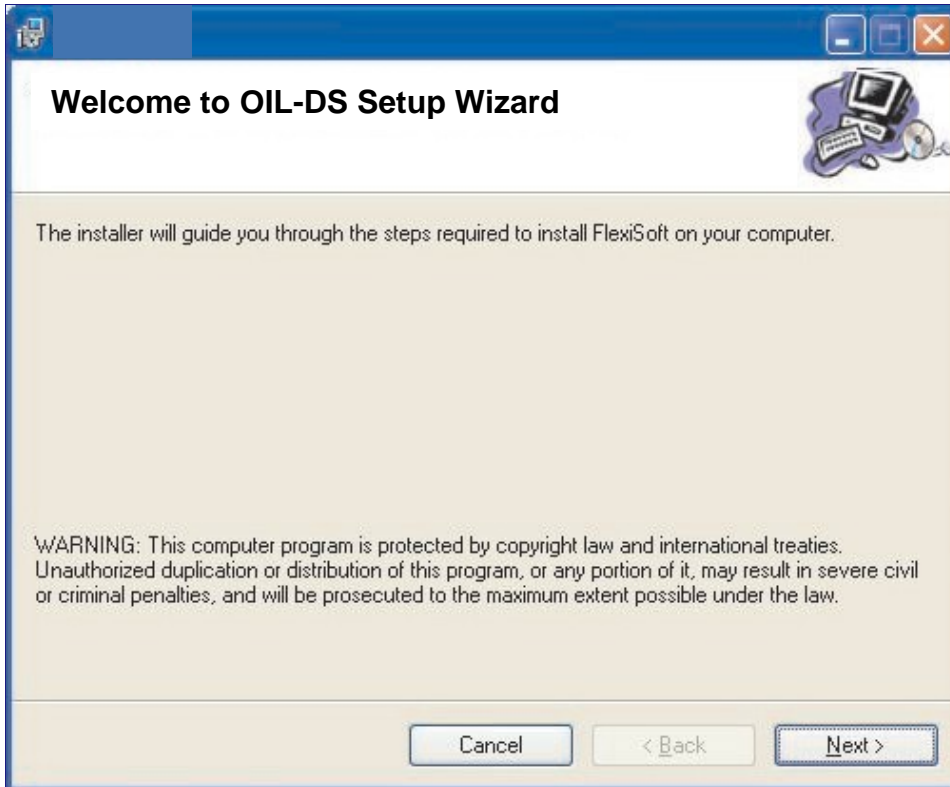 Welcome to OIL-DS Setup Wizard
The installer will guide you through the steps required to install FlexiSoft on your computer.
WARNING: This computer program is protected by copyright law and international treaties.
Unauthorized duplication or distribution of this program, or any portion of it, may result in severe civil
or criminal penalties, and will be prosecuted to the maximum extent possible under the law.
Cancel < Back Next >